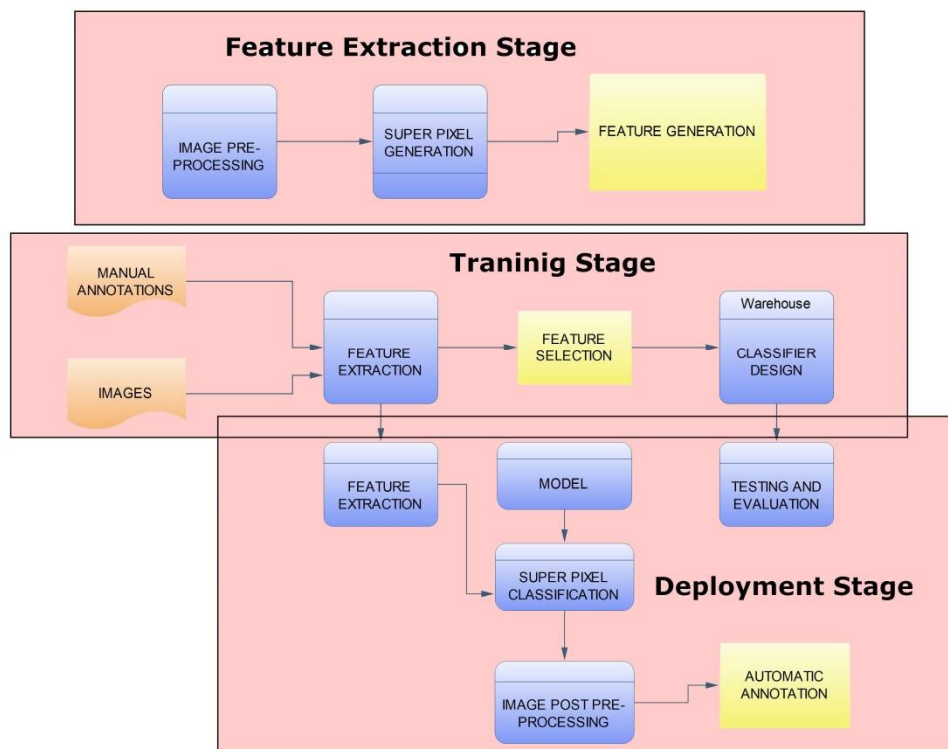 Feature Extraction Stage
IMAGE PRE-
PROCESSING
SUPER PIXEL
GENERATION
FEATURE GENERATION
Traninig Stage
MANUAL
ANNOTATIONS
IMAGES
FEATURE
EXTRACTION
FEATURE
SELECTION
Warehouse
CLASSIFIER
DESIGN
FEATURE
EXTRACTION
MODEL
TESTING AND
EVALUATION
SUPER PIXEL
CLASSIFICATION
Deployment Stage
IMAGE POST PRE-
PROCESSING
AUTOMATIC
ANNOTATION